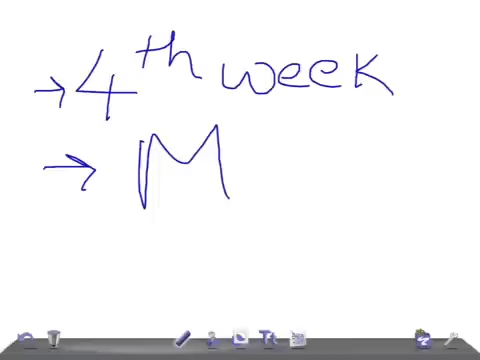 → 4th week
→ M